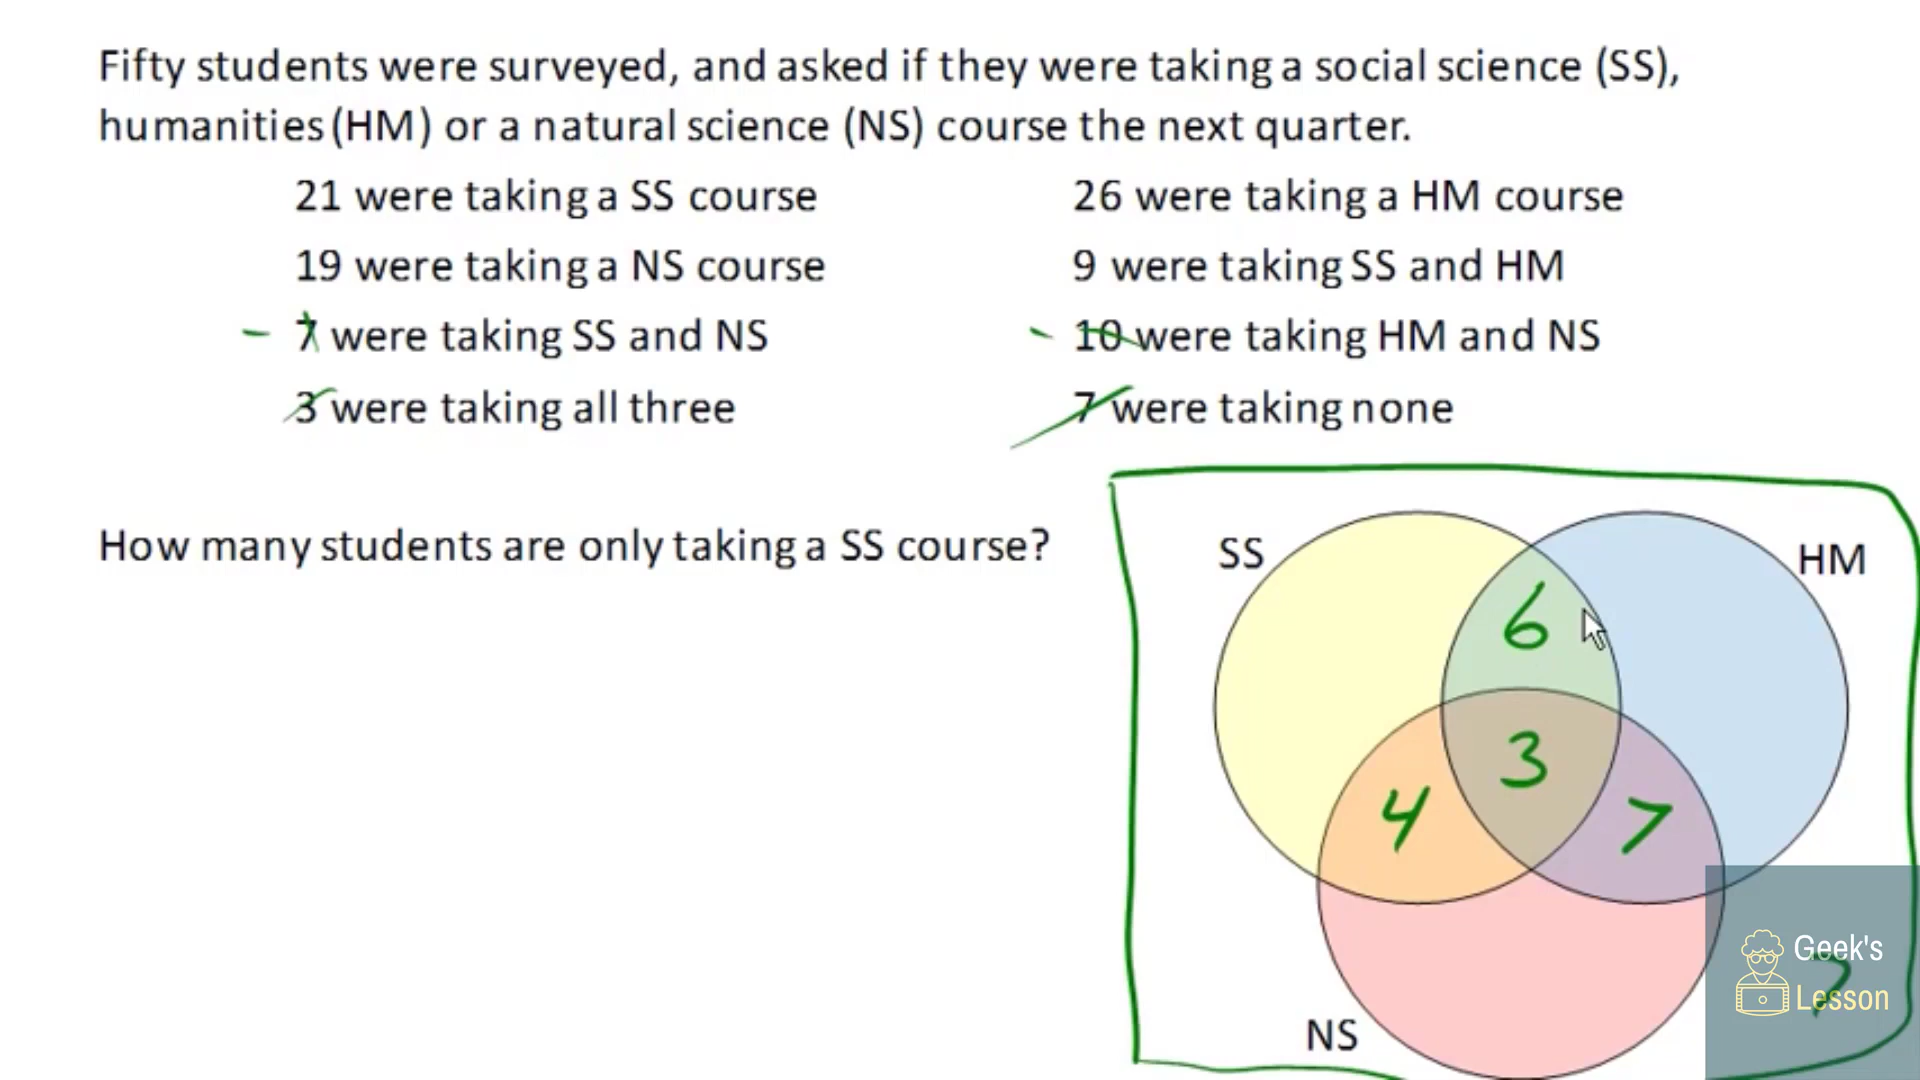 Fifty students were surveyed, and asked if they were taking a social science (SS),
humanities (HM) or a natural science (NS) course the next quarter.
21 were taking a SS course
26 were taking a HM course
19 were taking a NS course
9 were taking SS and HM
7 were taking SS and NS
10 were taking HM and NS
3 were taking all three
7 were taking none
How many students are only taking a SS course?
SS
HM
6
3
4
7
Geek's
Lesson
7
NS